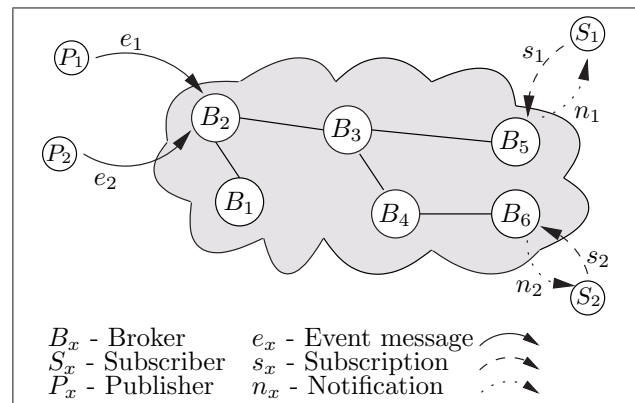 P₁ e₁ S₁
s₁
n₁
B₂ B₃ B₅
P₂
e₂
B₁ B₄ B₆
s₂
n₂ S₂
Bₓ - Broker eₓ - Event message
Sₓ - Subscriber sₓ - Subscription
Pₓ - Publisher nₓ - Notification